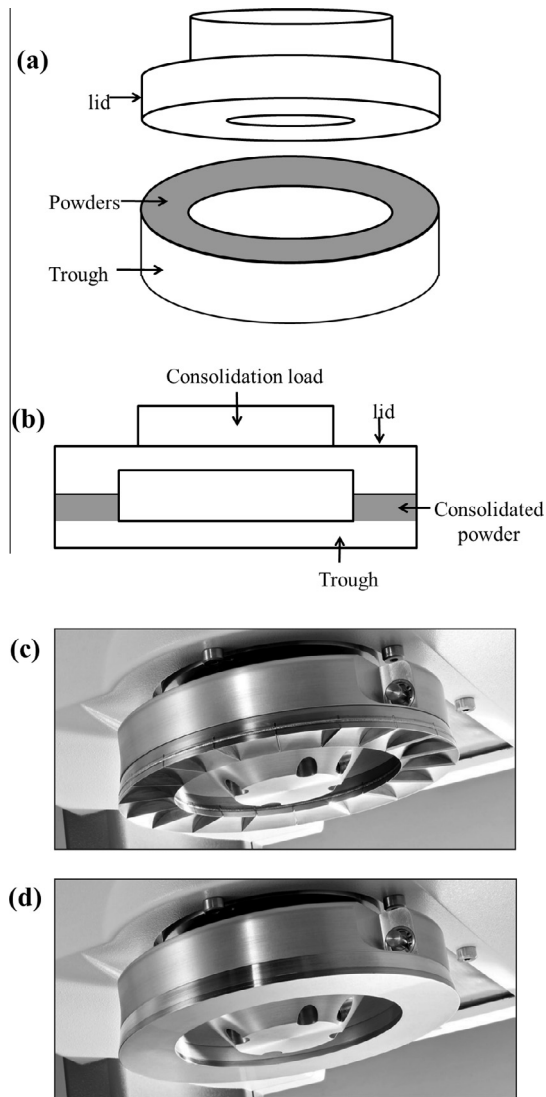 (a)
lid
Powders
Trough
Consolidation load
(b)
lid
Consolidated
powder
Trough
(c)
(d)